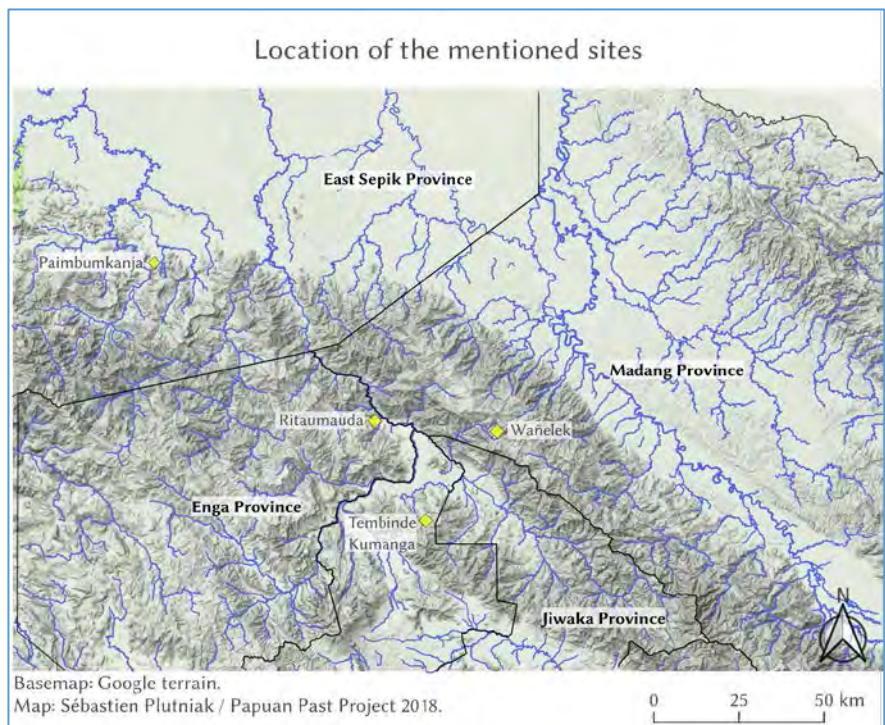 Location of the mentioned sites
East Sepik Province
Paimbumkanja
Madang Province
Ritaumauda
Wañelek
Enga Province
Tembinde
Kumanga
Jiwaka Province
N
Basemap: Google terrain.
Map: Sébastien Plutniak / Papuan Past Project 2018.
0 25 50 km